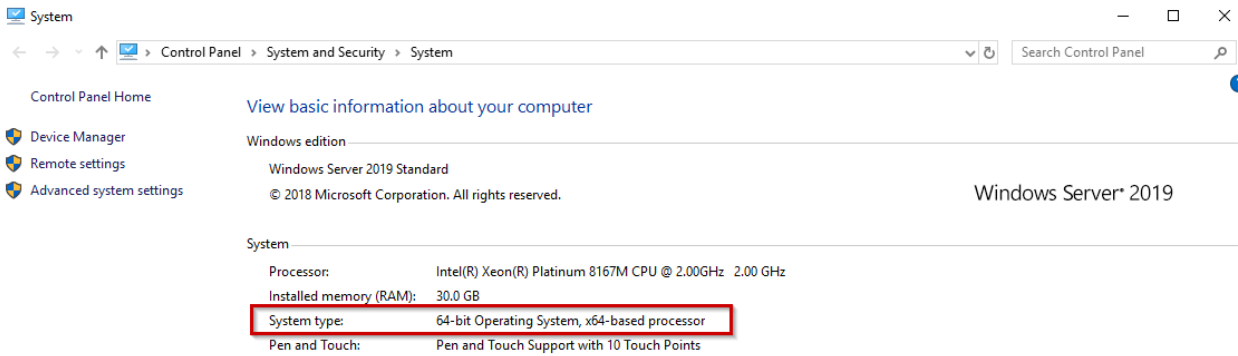 System
Control Panel > System and Security > System
Search Control Panel
Control Panel Home
Device Manager
Remote settings
Advanced system settings
View basic information about your computer
Windows edition
Windows Server 2019 Standard
© 2018 Microsoft Corporation. All rights reserved.
Windows Server® 2019
System
Processor: Intel(R) Xeon(R) Platinum 8167M CPU @ 2.00GHz 2.00 GHz
Installed memory (RAM): 30.0 GB
System type: 64-bit Operating System, x64-based processor
Pen and Touch: Pen and Touch Support with 10 Touch Points